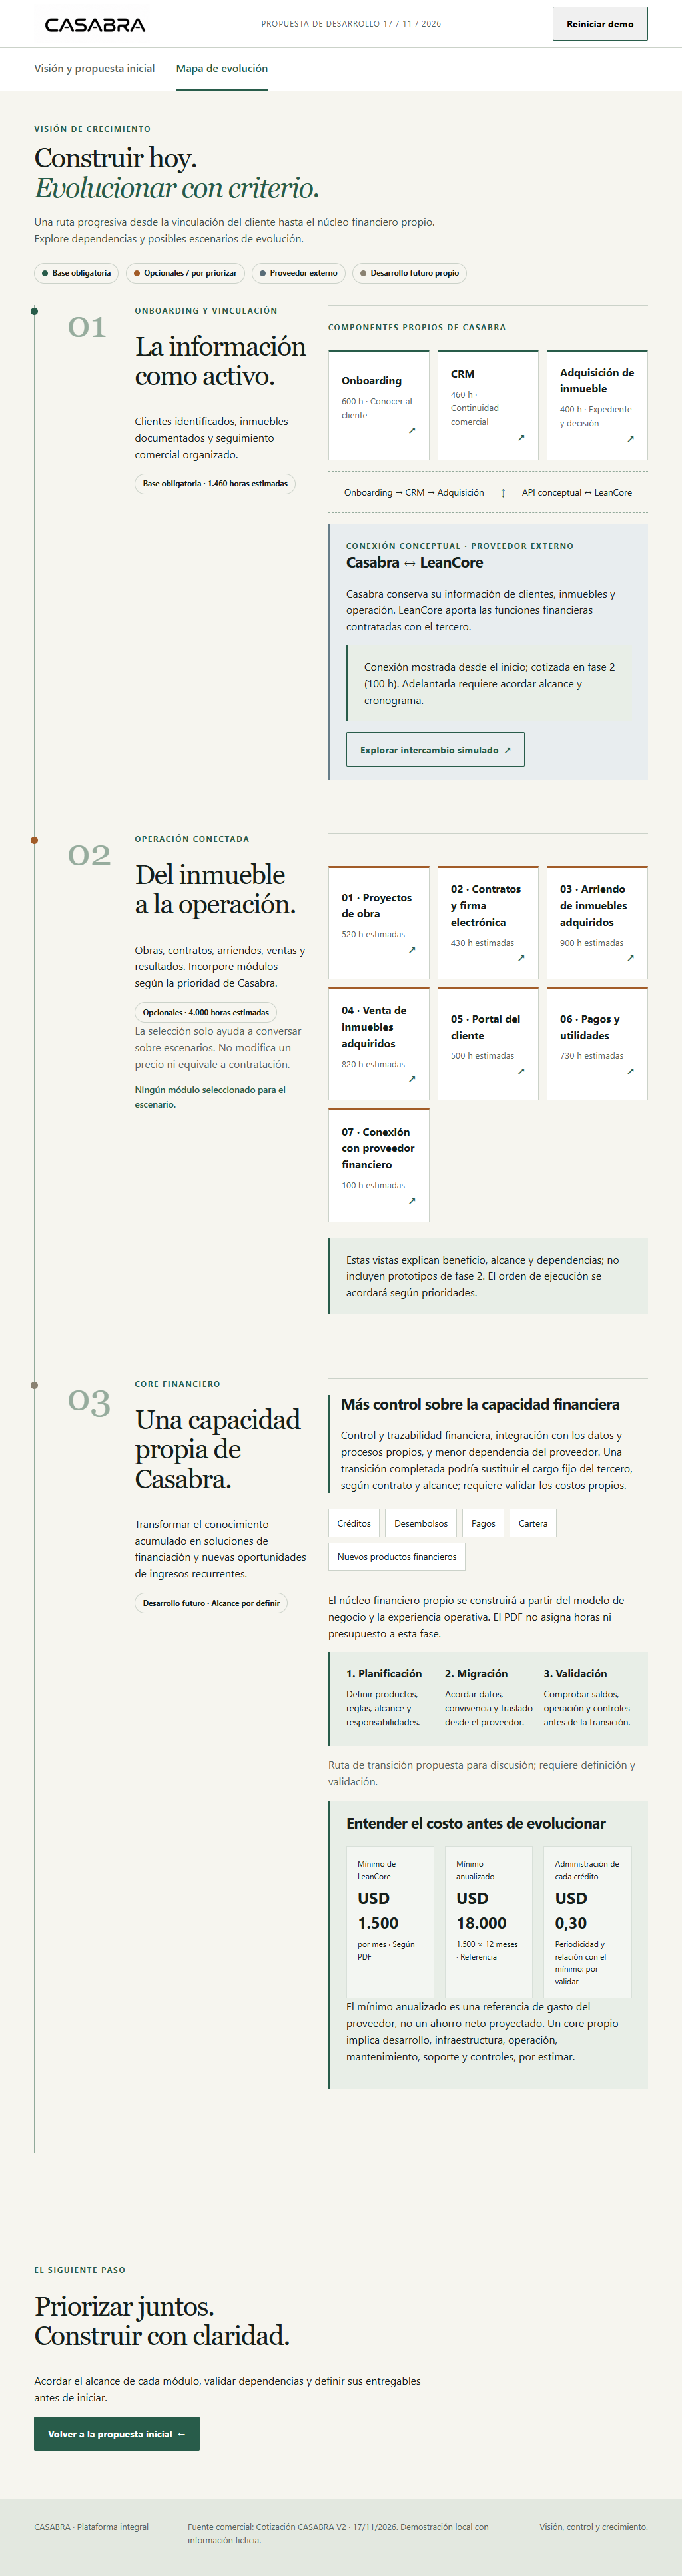 CASABRA
PROPUESTA DE DESARROLLO 17 / 11 / 2026
Reiniciar demo
Visión y propuesta inicial
Mapa de evolución
VISIÓN DE CRECIMIENTO
Construir hoy.
Evolucionar con criterio.
Una ruta progresiva desde la vinculación del cliente hasta el núcleo financiero propio.
Explore dependencias y posibles escenarios de evolución.
Base obligatoria
Opcionales / por priorizar
Proveedor externo
Desarrollo futuro propio
01
ONBOARDING Y VINCULACIÓN
La información
como activo.
Clientes identificados, inmuebles
documentados y seguimiento
comercial organizado.
Base obligatoria · 1.460 horas estimadas
COMPONENTES PROPIOS DE CASABRA
Onboarding
600 h · Conocer al
cliente
↗
CRM
460 h ·
Continuidad
comercial
↗
Adquisición de
inmueble
400 h · Expediente
y decisión
↗
Onboarding → CRM → Adquisición
↕
API conceptual ↔ LeanCore
CONEXIÓN CONCEPTUAL · PROVEEDOR EXTERNO
Casabra ↔ LeanCore
Casabra conserva su información de clientes, inmuebles y
operación. LeanCore aporta las funciones financieras
contratadas con el tercero.
Conexión mostrada desde el inicio; cotizada en fase 2
(100 h). Adelantarla requiere acordar alcance y
cronograma.
Explorar intercambio simulado ↗
02
OPERACIÓN CONECTADA
Del inmueble
a la operación.
Obras, contratos, arriendos, ventas y
resultados. Incorpore módulos
según la prioridad de Casabra.
Opcionales · 4.000 horas estimadas
La selección solo ayuda a conversar
sobre escenarios. No modifica un
precio ni equivale a contratación.
Ningún módulo seleccionado para el
escenario.
01 · Proyectos
de obra
520 h estimadas
↗
02 · Contratos
y firma
electrónica
430 h estimadas
↗
03 · Arriendo
de inmuebles
adquiridos
900 h estimadas
↗
04 · Venta de
inmuebles
adquiridos
820 h estimadas
↗
05 · Portal del
cliente
500 h estimadas
↗
06 · Pagos y
utilidades
730 h estimadas
↗
07 · Conexión
con proveedor
financiero
100 h estimadas
↗
Estas vistas explican beneficio, alcance y dependencias; no
incluyen prototipos de fase 2. El orden de ejecución se
acordará según prioridades.
03
CORE FINANCIERO
Una capacidad
propia de
Casabra.
Transformar el conocimiento
acumulado en soluciones de
financiación y nuevas oportunidades
de ingresos recurrentes.
Desarrollo futuro · Alcance por definir
Más control sobre la capacidad financiera
Control y trazabilidad financiera, integración con los datos y
procesos propios, y menor dependencia del proveedor. Una
transición completada podría sustituir el cargo fijo del tercero,
según contrato y alcance; requiere validar los costos propios.
Créditos
Desembolsos
Pagos
Cartera
Nuevos productos financieros
El núcleo financiero propio se construirá a partir del modelo de
negocio y la experiencia operativa. El PDF no asigna horas ni
presupuesto a esta fase.
1. Planificación
Definir productos,
reglas, alcance y
responsabilidades.
2. Migración
Acordar datos,
convivencia y traslado
desde el proveedor.
3. Validación
Comprobar saldos,
operación y controles
antes de la transición.
Ruta de transición propuesta para discusión; requiere definición y
validación.
Entender el costo antes de evolucionar
Mínimo de
LeanCore
USD
1.500
por mes · Según
PDF
Mínimo
anualizado
USD
18.000
1.500 × 12 meses
· Referencia
Administración de
cada crédito
USD
0,30
Periodicidad y
relación con el
mínimo: por
validar
El mínimo anualizado es una referencia de gasto del
proveedor, no un ahorro neto proyectado. Un core propio
implica desarrollo, infraestructura, operación,
mantenimiento, soporte y controles, por estimar.
EL SIGUIENTE PASO
Priorizar juntos.
Construir con claridad.
Acordar el alcance de cada módulo, validar dependencias y definir sus entregables
antes de iniciar.
Volver a la propuesta inicial ←
CASABRA · Plataforma integral
Fuente comercial: Cotización CASABRA V2 · 17/11/2026. Demostración local con
información ficticia.
Visión, control y crecimiento.